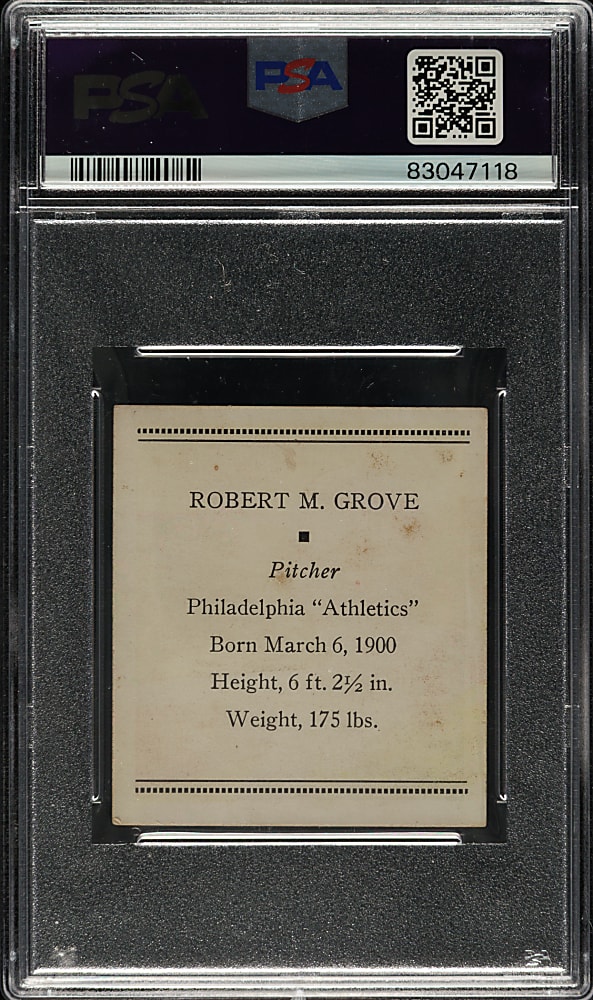 PSA PSA
83047118
ROBERT M. GROVE
Pitcher
Philadelphia “Athletics”
Born March 6, 1900
Height, 6 ft. 2½ in.
Weight, 175 lbs.